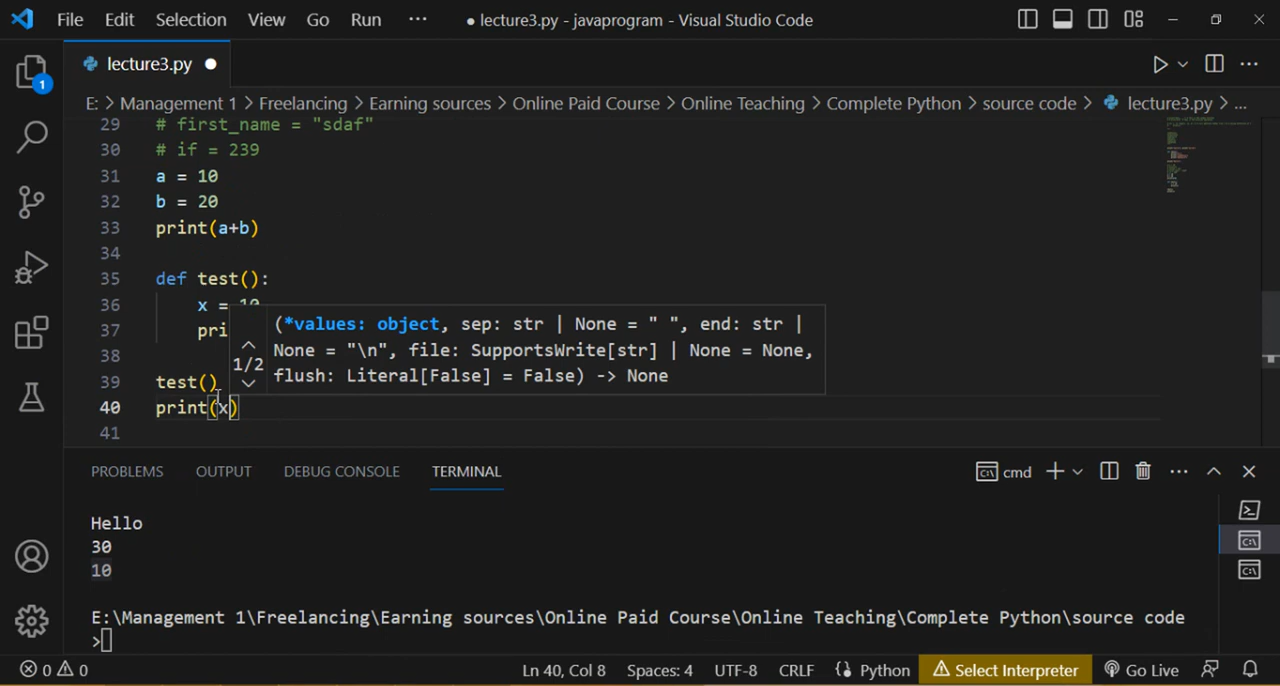 File Edit Selection View Go Run ··· ● lecture3.py - javaprogram - Visual Studio Code
lecture3.py ●
E: > Management 1 > Freelancing > Earning sources > Online Paid Course > Online Teaching > Complete Python > source code > lecture3.py > ...
1
29 # first_name = "sdaf"
30 # if = 239
31 a = 10
32 b = 20
33 print(a+b)
34
35 def test():
36 x = 10
37 pri
38
39 test()
40 print(x)
41
(*values: object, sep: str | None = " ", end: str |
1/2 None = "\n", file: SupportsWrite[str] | None = None,
flush: Literal[False] = False) -> None
PROBLEMS OUTPUT DEBUG CONSOLE TERMINAL cmd
Hello
30
10
E:\Management 1\Freelancing\Earning sources\Online Paid Course\Online Teaching\Complete Python\source code
>
0 0 Ln 40, Col 8 Spaces: 4 UTF-8 CRLF Python Select Interpreter Go Live